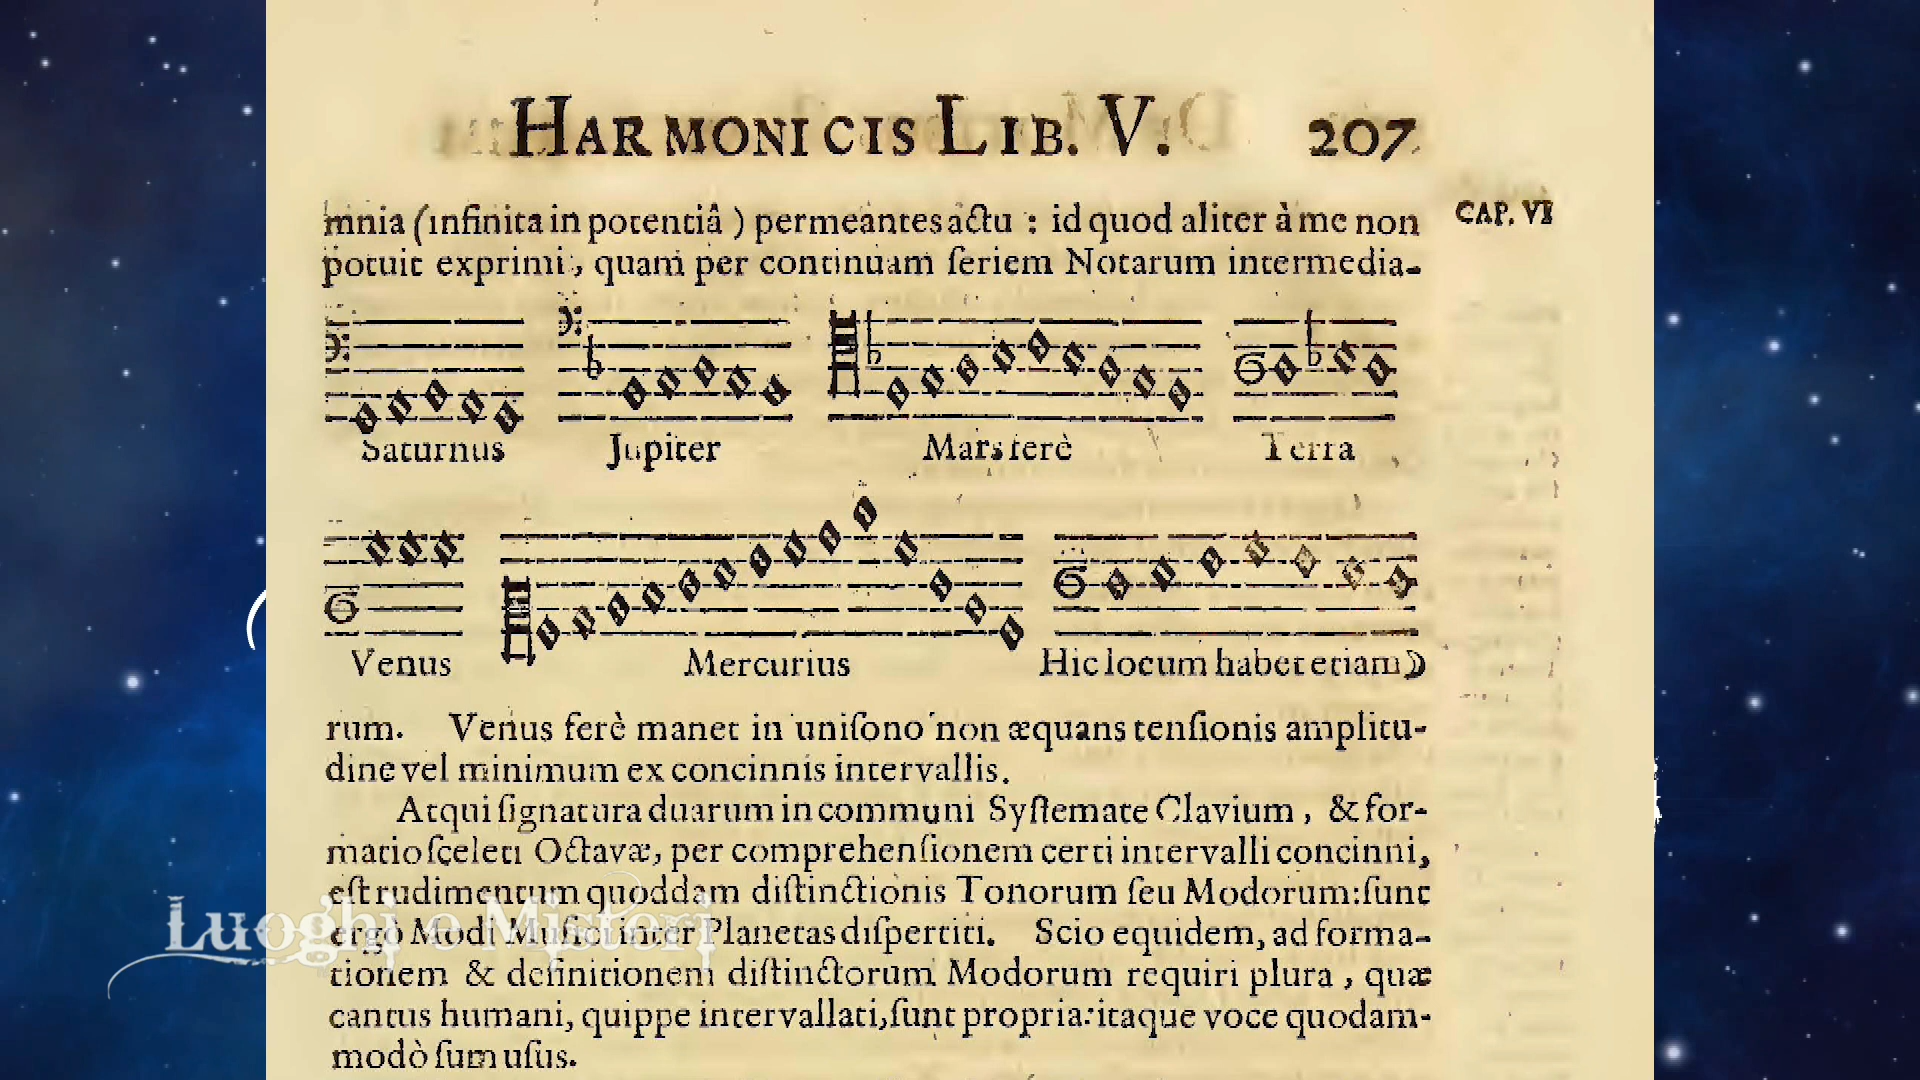 HARMONICIS LIB. V. 207
CAP. VI
mnia (infinita in potentiâ) permeantes actu : id quod aliter à me non
potuit exprimi, quam per continuam ſeriem Notarum intermedia-
Saturnus Jupiter Mars ferè Terra
Venus Mercurius Hic locum habet etiam ☽
rum. Venus ferè manet in uniſono non æquans tenſionis amplitu-
dine vel minimum ex concinnis intervallis.
Atqui ſignatura duarum in communi Syſtemate Clavium, & for-
matio ſceleti Octavæ, per comprehenſionem certi intervalli concinni,
eſt rudimentum quoddam diſtinctionis Tonorum ſeu Modorum: ſunt
ergò Modi Muſici inter Planetas diſpertiti. Scio equidem, ad forma-
tionem & definitionem diſtinctorum Modorum requiri plura, quæ
cantus humani, quippe intervallati, ſunt propria: itaque voce quodam-
modò ſum uſus.
Luoghi e Misteri